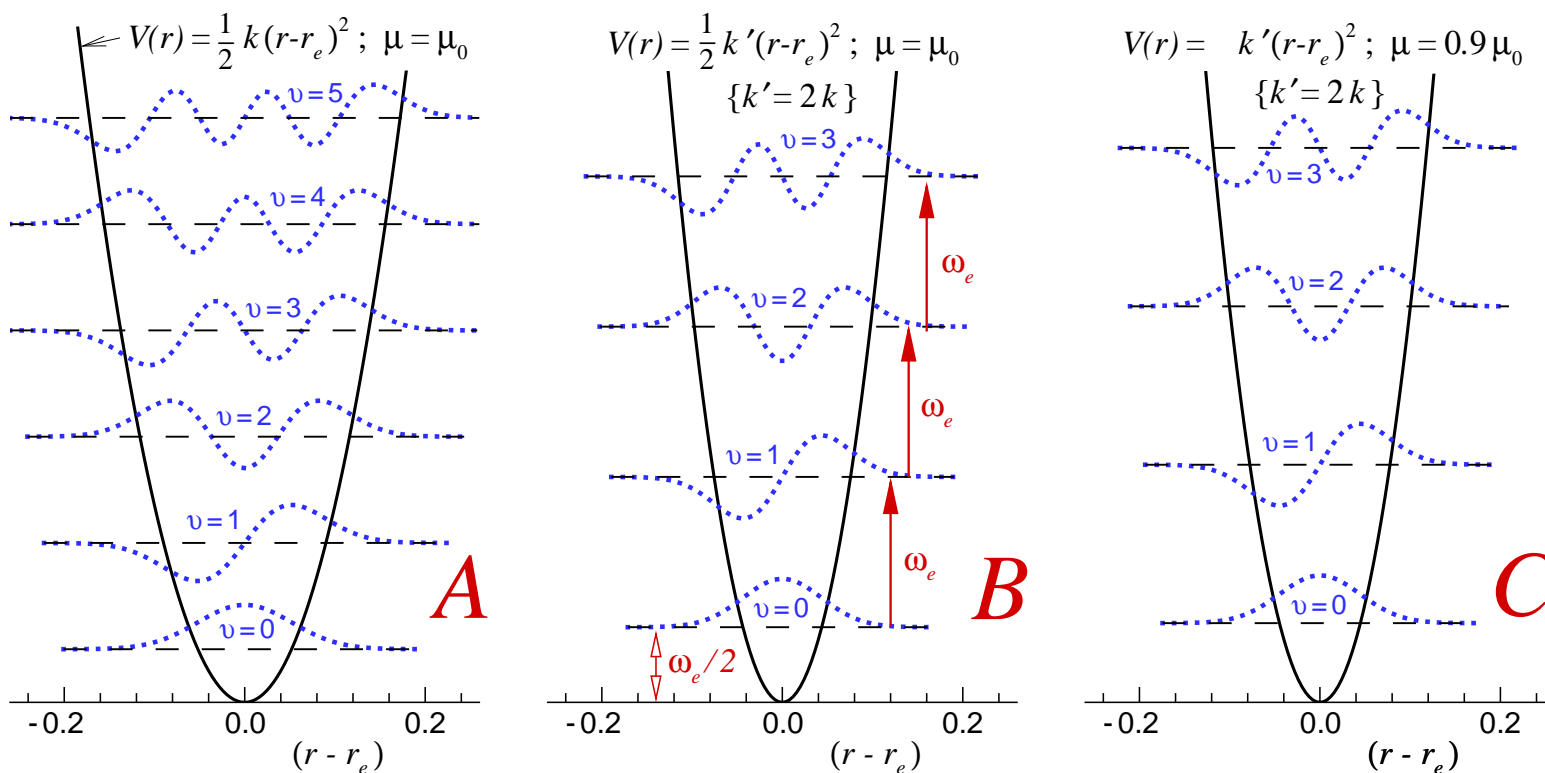 V(r) = 1/2 k (r-r_e)^2 ; μ = μ_0
υ=5
υ=4
υ=3
υ=2
υ=1
υ=0
A
-0.2 0.0 0.2
(r - r_e)
V(r) = 1/2 k′(r-r_e)^2 ; μ = μ_0
{k′= 2 k}
υ=3
ω_e
υ=2
ω_e
υ=1
ω_e
υ=0
ω_e/2
B
-0.2 0.0 0.2
(r - r_e)
V(r) = k′(r-r_e)^2 ; μ = 0.9 μ_0
{k′= 2 k}
υ=3
υ=2
υ=1
υ=0
C
-0.2 0.0 0.2
(r - r_e)